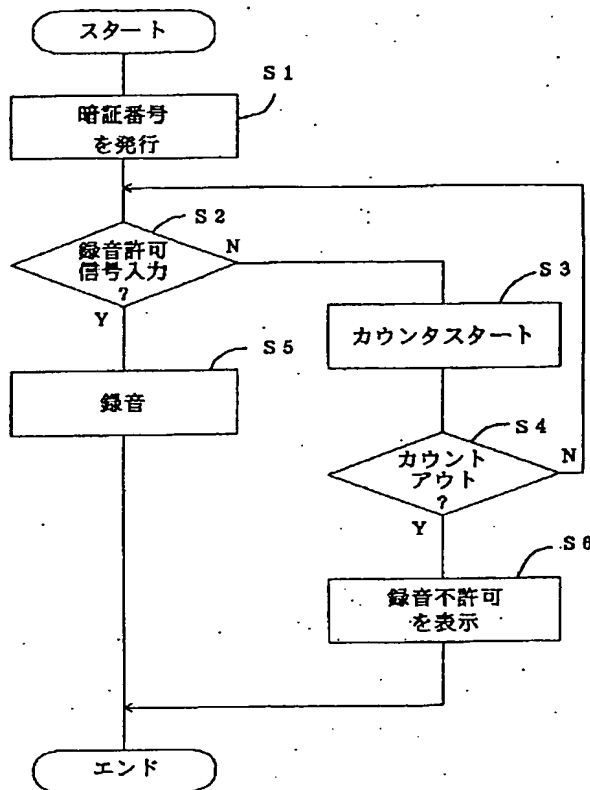 スタート
S1
暗証番号
を発行
S2
録音許可
信号入力
?
N
Y
S3
カウンタスタート
S5
録音
S4
カウント
アウト
?
N
Y
S6
録音不許可
を表示
エンド